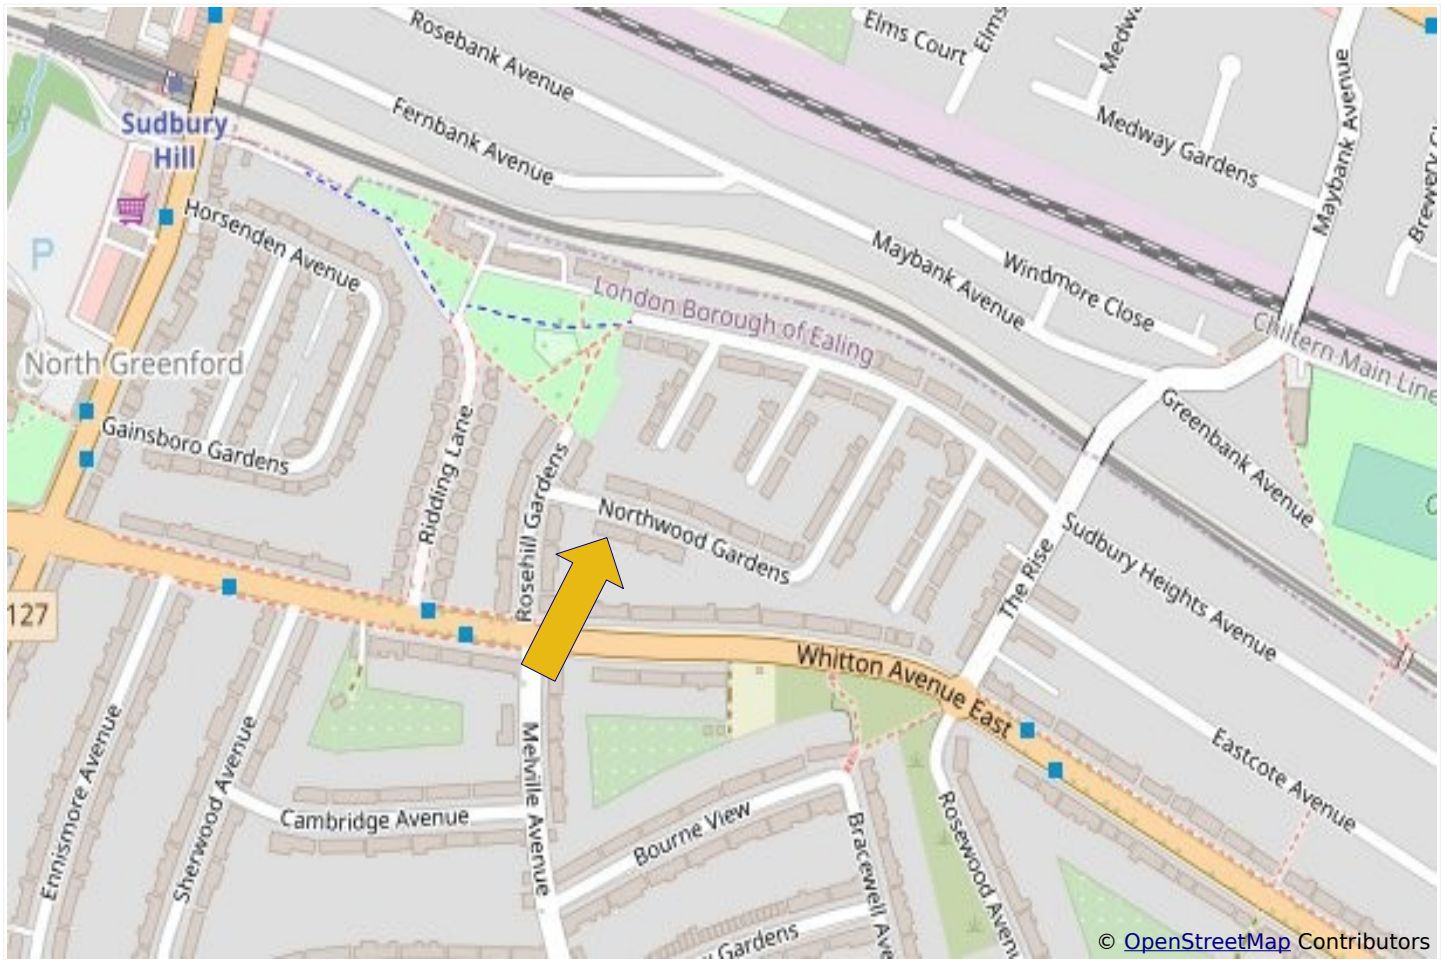 Rosebank Avenue
Elms Court
Elms
Medwa
Maybank Avenue
Fernbank Avenue
Medway Gardens
Sudbury
Hill
Horsenden Avenue
Maybank Avenue
Windmore Close
London Borough of Ealing
Chiltern Main Line
P
North Greenford
Greenbank Avenue
Gainsboro Gardens
Ridding Lane
Rosehill Gardens
Northwood Gardens
Sudbury Heights Avenue
The Rise
127
Whitton Avenue East
Eastcote Avenue
Ennismore Avenue
Sherwood Avenue
Melville Avenue
Cambridge Avenue
Bourne View
Bracewell Ave
Rosewood Avenu
Gardens
© OpenStreetMap Contributors